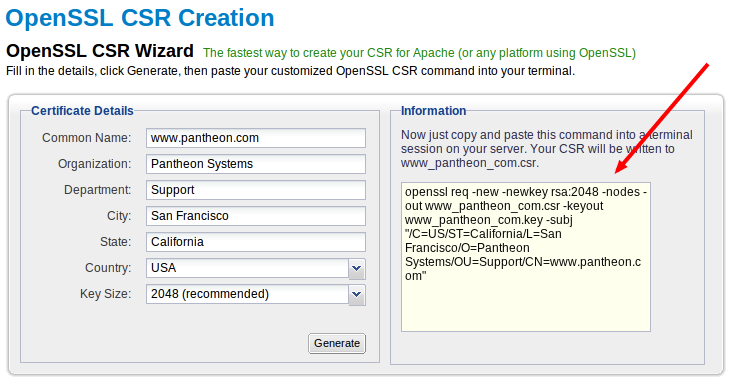 OpenSSL CSR Creation
OpenSSL CSR Wizard The fastest way to create your CSR for Apache (or any platform using OpenSSL)
Fill in the details, click Generate, then paste your customized OpenSSL CSR command into your terminal.
Certificate Details
Common Name: www.pantheon.com
Organization: Pantheon Systems
Department: Support
City: San Francisco
State: California
Country: USA
Key Size: 2048 (recommended)
Generate
Information
Now just copy and paste this command into a terminal
session on your server. Your CSR will be written to
www_pantheon_com.csr.
openssl req -new -newkey rsa:2048 -nodes -
out www_pantheon_com.csr -keyout
www_pantheon_com.key -subj
"/C=US/ST=California/L=San
Francisco/O=Pantheon
Systems/OU=Support/CN=www.pantheon.c
om"